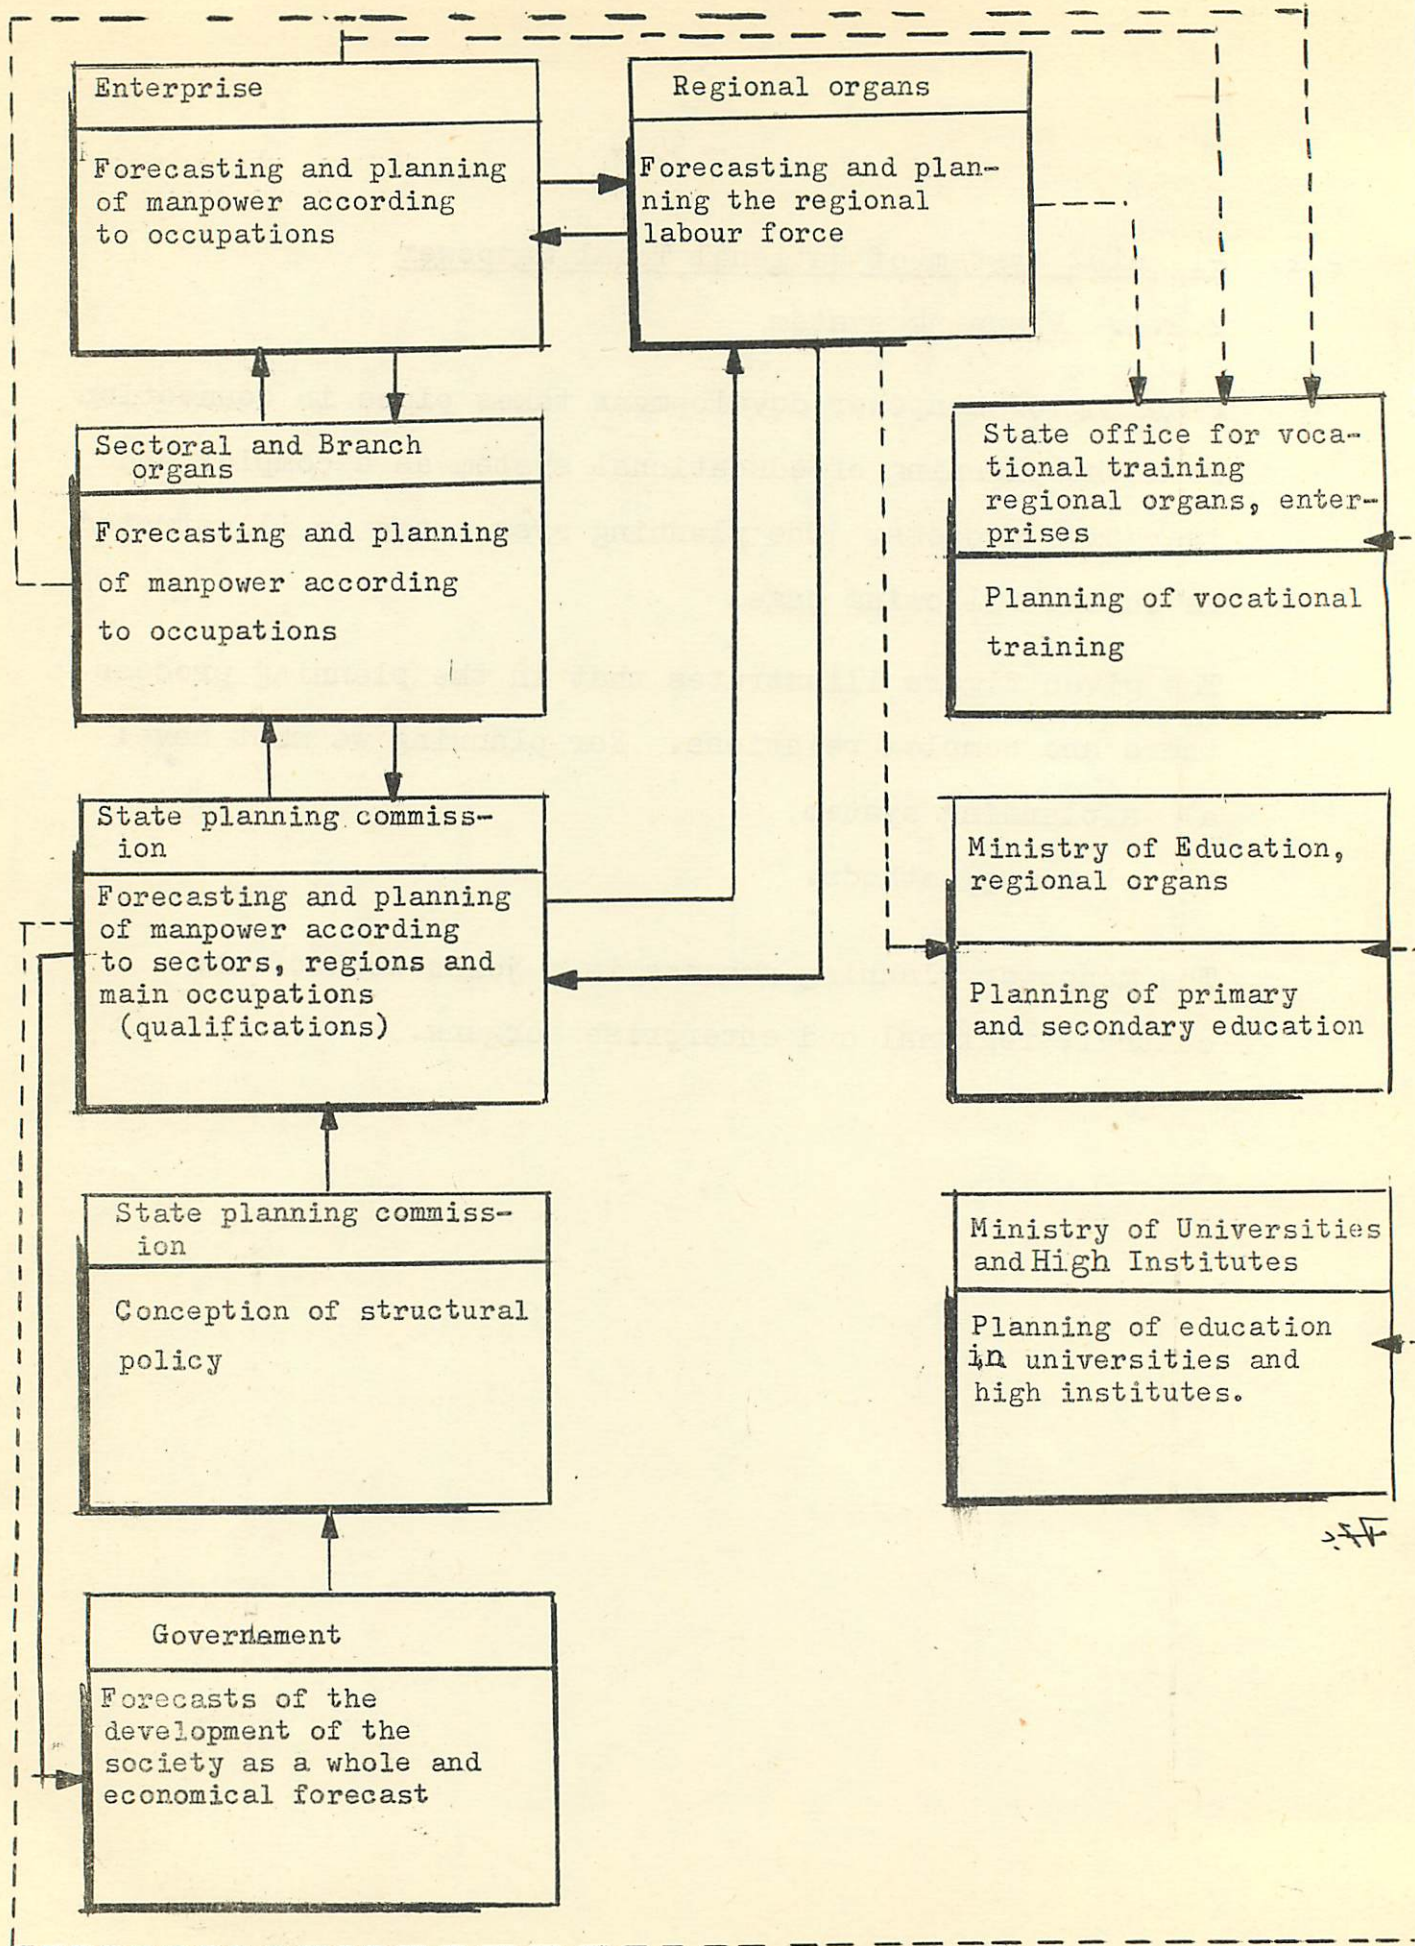 Enterprise
Forecasting and planning
of manpower according
to occupations
Regional organs
Forecasting and plan-
ning the regional
labour force
Sectoral and Branch
organs
Forecasting and planning
of manpower according
to occupations
State office for voca-
tional training
regional organs, enter-
prises
Planning of vocational
training
State planning commiss-
ion
Forecasting and planning
of manpower according
to sectors, regions and
main occupations
(qualifications)
Ministry of Education,
regional organs
Planning of primary
and secondary education
State planning commiss-
ion
Conception of structural
policy
Ministry of Universities
and High Institutes
Planning of education
in universities and
high institutes.
Governament
Forecasts of the
development of the
society as a whole and
economical forecast